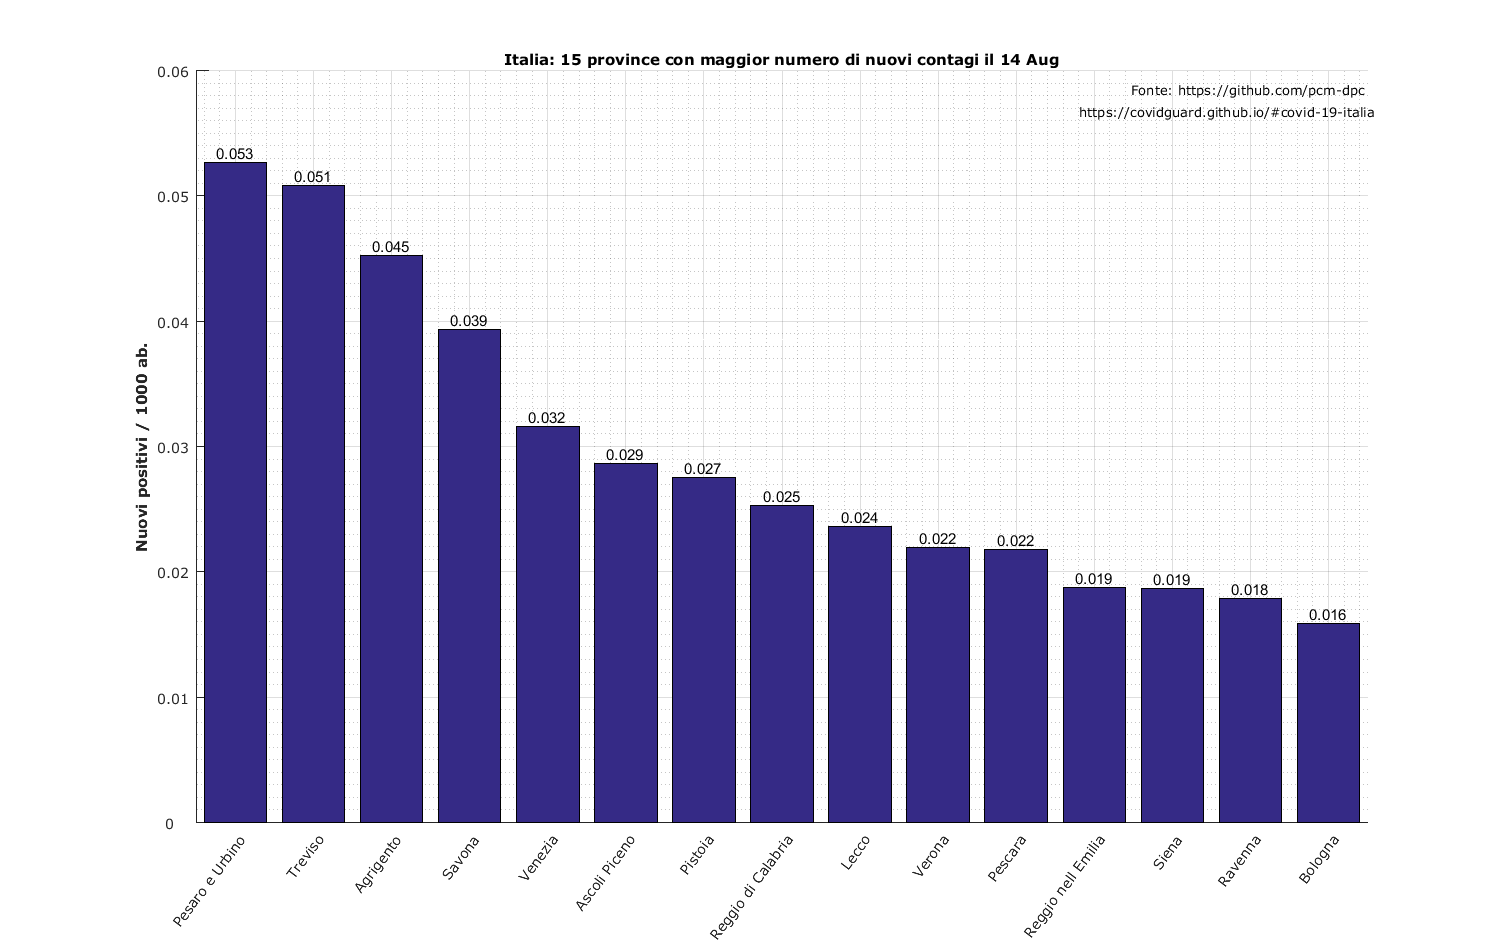 Italia: 15 province con maggior numero di nuovi contagi il 14 Aug
Fonte: https://github.com/pcm-dpc
https://covidguard.github.io/#covid-19-italia
Nuovi positivi / 1000 ab.
0.06
0.05
0.04
0.03
0.02
0.01
0
0.053
0.051
0.045
0.039
0.032
0.029
0.027
0.025
0.024
0.022
0.022
0.019
0.019
0.018
0.016
Pesaro e Urbino
Treviso
Agrigento
Savona
Venezia
Ascoli Piceno
Pistoia
Reggio di Calabria
Lecco
Verona
Pescara
Reggio nell Emilia
Siena
Ravenna
Bologna